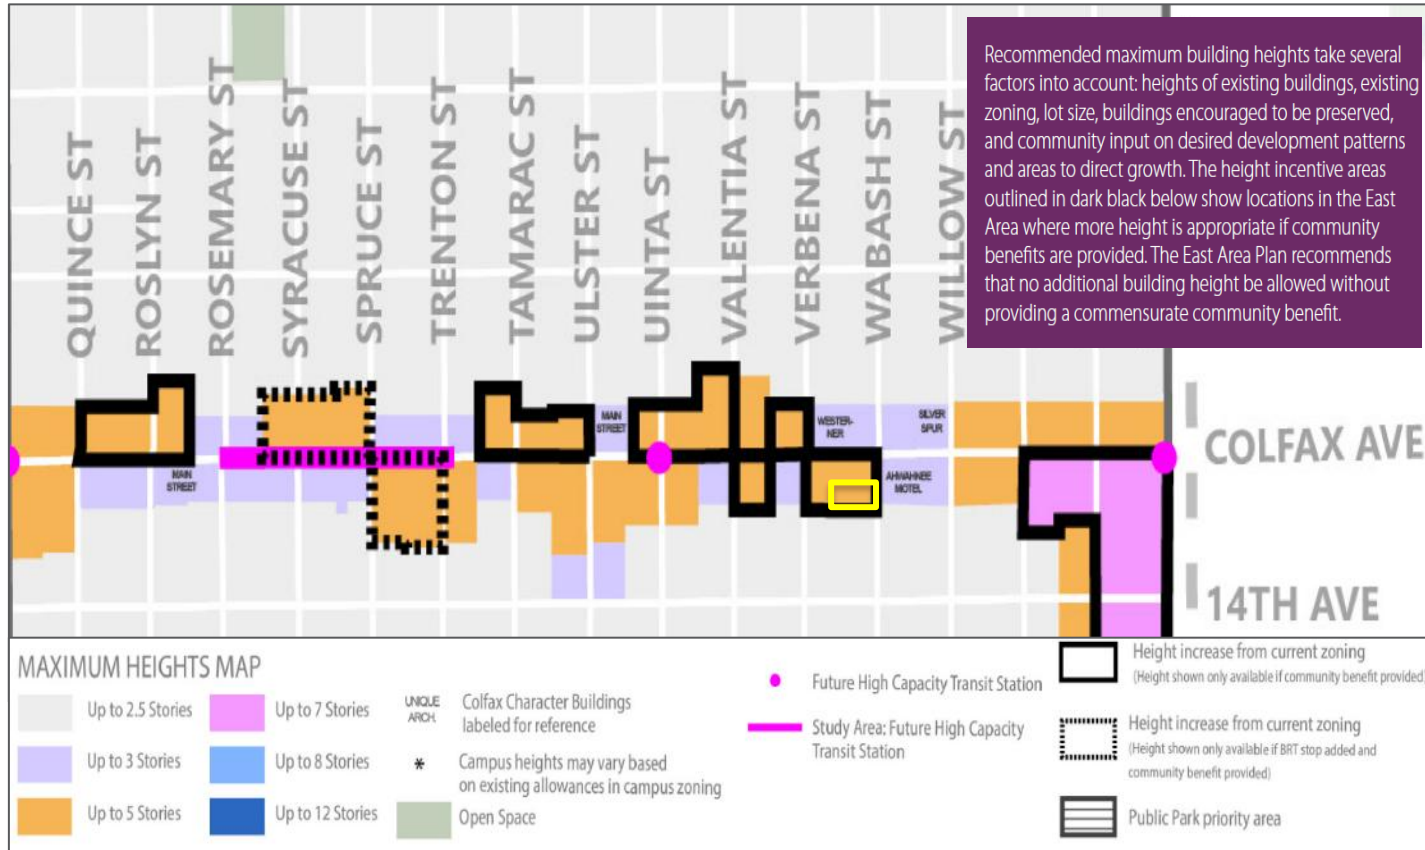 Recommended maximum building heights take several
factors into account: heights of existing buildings, existing
zoning, lot size, buildings encouraged to be preserved,
and community input on desired development patterns
and areas to direct growth. The height incentive areas
outlined in dark black below show locations in the East
Area where more height is appropriate if community
benefits are provided. The East Area Plan recommends
that no additional building height be allowed without
providing a commensurate community benefit.
QUINCE ST
ROSLYN ST
ROSEMARY ST
SYRACUSE ST
SPRUCE ST
TRENTON ST
TAMARAC ST
ULSTER ST
UINTA ST
VALENTIA ST
VERBENA ST
WABASH ST
WILLOW ST
MAIN
STREET
MAIN
STREET
WESTER-
NER
SILVER
SPUR
AHWAHNEE
MOTEL
COLFAX AVE
14TH AVE
MAXIMUM HEIGHTS MAP
Up to 2.5 Stories
Up to 3 Stories
Up to 5 Stories
Up to 7 Stories
Up to 8 Stories
Up to 12 Stories
UNIQUE
ARCH.
Colfax Character Buildings
labeled for reference
*
Campus heights may vary based
on existing allowances in campus zoning
Open Space
Future High Capacity Transit Station
Study Area: Future High Capacity
Transit Station
Height increase from current zoning
(Height shown only available if community benefit provided)
Height increase from current zoning
(Height shown only available if BRT stop added and
community benefit provided)
Public Park priority area